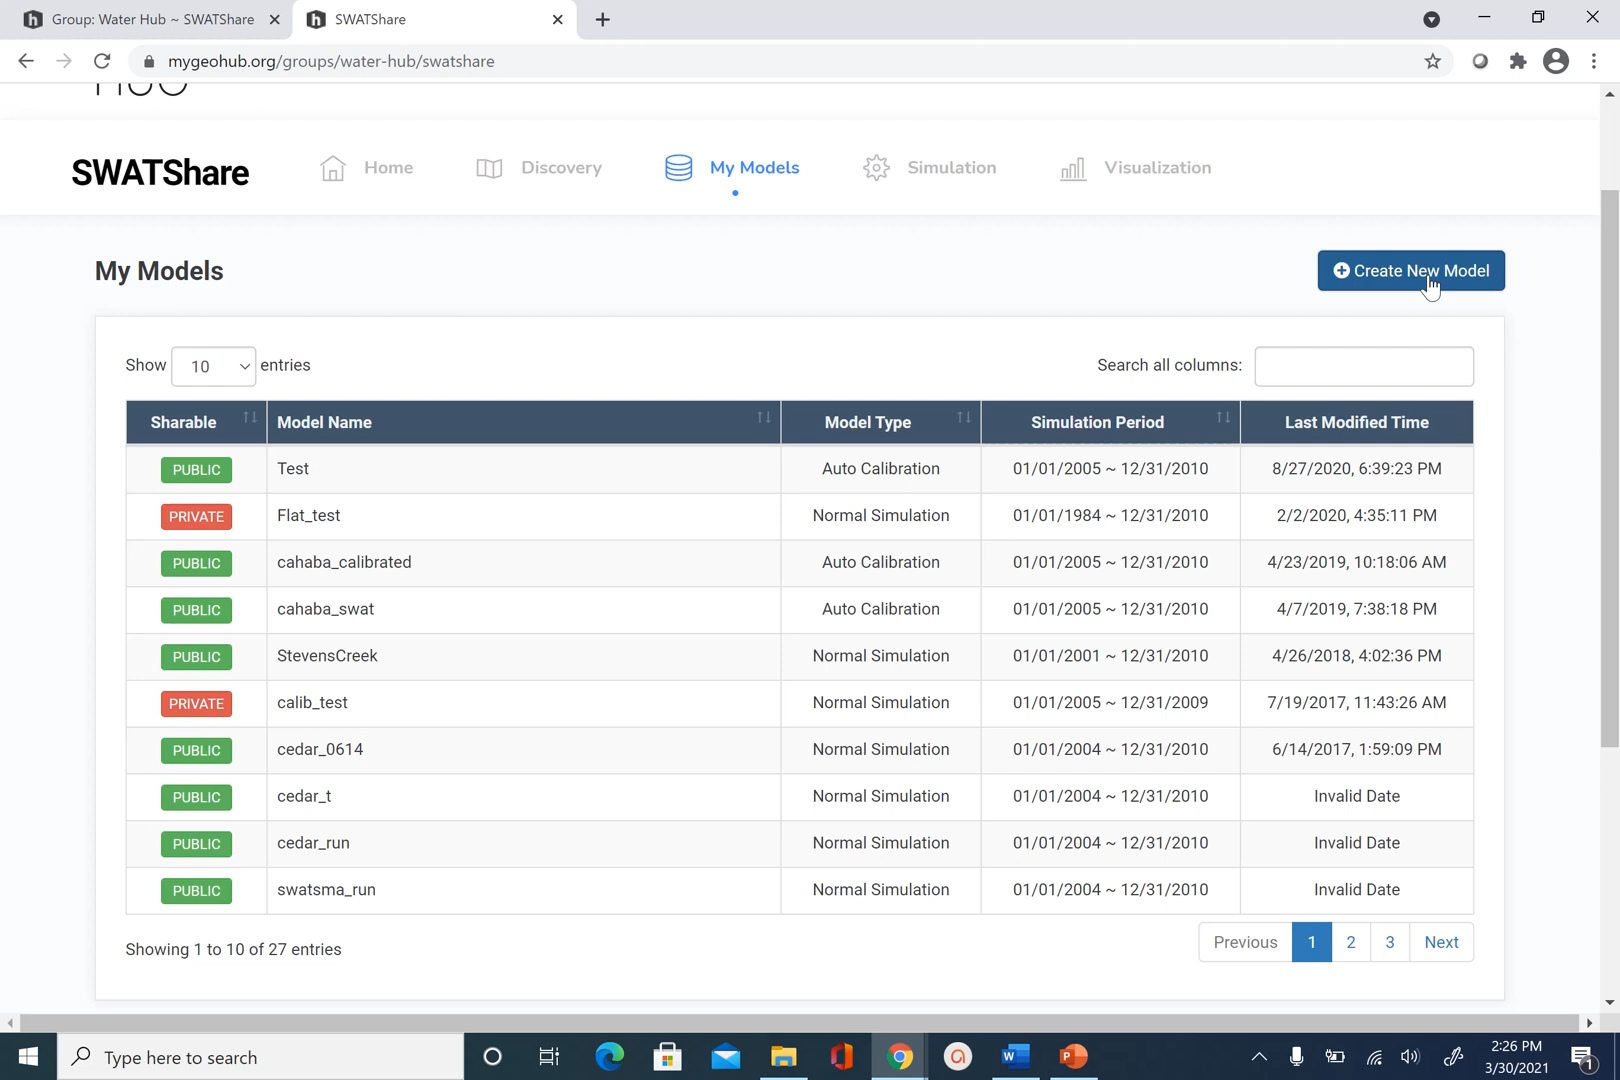 Group: Water Hub ~ SWATShare
SWATShare
mygeohub.org/groups/water-hub/swatshare
SWATShare
Home
Discovery
My Models
Simulation
Visualization
My Models
Create New Model
Show 10 entries
Search all columns:
Sharable Model Name Model Type Simulation Period Last Modified Time
PUBLIC Test Auto Calibration 01/01/2005 ~ 12/31/2010 8/27/2020, 6:39:23 PM
PRIVATE Flat_test Normal Simulation 01/01/1984 ~ 12/31/2010 2/2/2020, 4:35:11 PM
PUBLIC cahaba_calibrated Auto Calibration 01/01/2005 ~ 12/31/2010 4/23/2019, 10:18:06 AM
PUBLIC cahaba_swat Auto Calibration 01/01/2005 ~ 12/31/2010 4/7/2019, 7:38:18 PM
PUBLIC StevensCreek Normal Simulation 01/01/2001 ~ 12/31/2010 4/26/2018, 4:02:36 PM
PRIVATE calib_test Normal Simulation 01/01/2005 ~ 12/31/2009 7/19/2017, 11:43:26 AM
PUBLIC cedar_0614 Normal Simulation 01/01/2004 ~ 12/31/2010 6/14/2017, 1:59:09 PM
PUBLIC cedar_t Normal Simulation 01/01/2004 ~ 12/31/2010 Invalid Date
PUBLIC cedar_run Normal Simulation 01/01/2004 ~ 12/31/2010 Invalid Date
PUBLIC swatsma_run Normal Simulation 01/01/2004 ~ 12/31/2010 Invalid Date
Showing 1 to 10 of 27 entries
Previous 1 2 3 Next
Type here to search
2:26 PM
3/30/2021
1